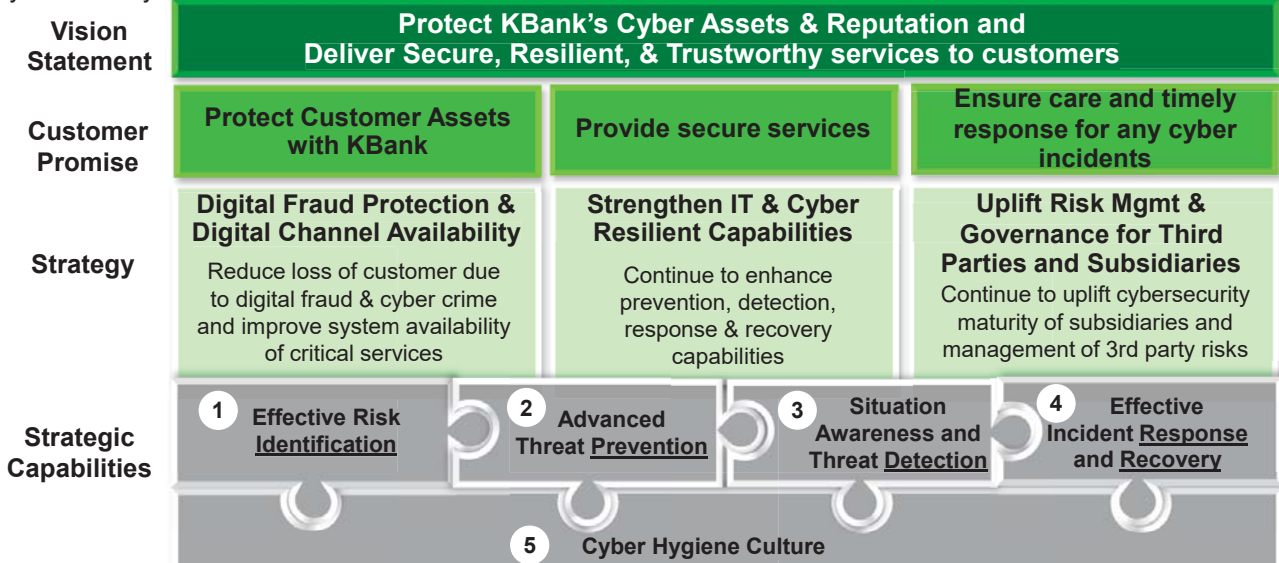 Vision
Statement
Protect KBank's Cyber Assets & Reputation and
Deliver Secure, Resilient, & Trustworthy services to customers
Customer
Promise
Protect Customer Assets
with KBank
Provide secure services
Ensure care and timely
response for any cyber
incidents
Strategy
Digital Fraud Protection &
Digital Channel Availability
Reduce loss of customer due
to digital fraud & cyber crime
and improve system availability
of critical services
Strengthen IT & Cyber
Resilient Capabilities
Continue to enhance
prevention, detection,
response & recovery
capabilities
Uplift Risk Mgmt &
Governance for Third
Parties and Subsidiaries
Continue to uplift cybersecurity
maturity of subsidiaries and
management of 3rd party risks
Strategic
Capabilities
1
Effective Risk
Identification
2
Advanced
Threat Prevention
3
Situation
Awareness and
Threat Detection
4
Effective
Incident Response
and Recovery
5 Cyber Hygiene Culture